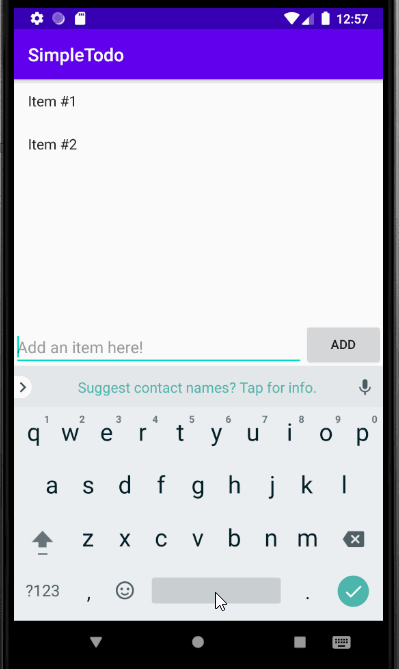 12:57
SimpleTodo
Item #1
Item #2
Add an item here!
ADD
Suggest contact names? Tap for info.
1 2 3 4 5 6 7 8 9 0
q w e r t y u i o p
a s d f g h j k l
z x c v b n m
?123 , .